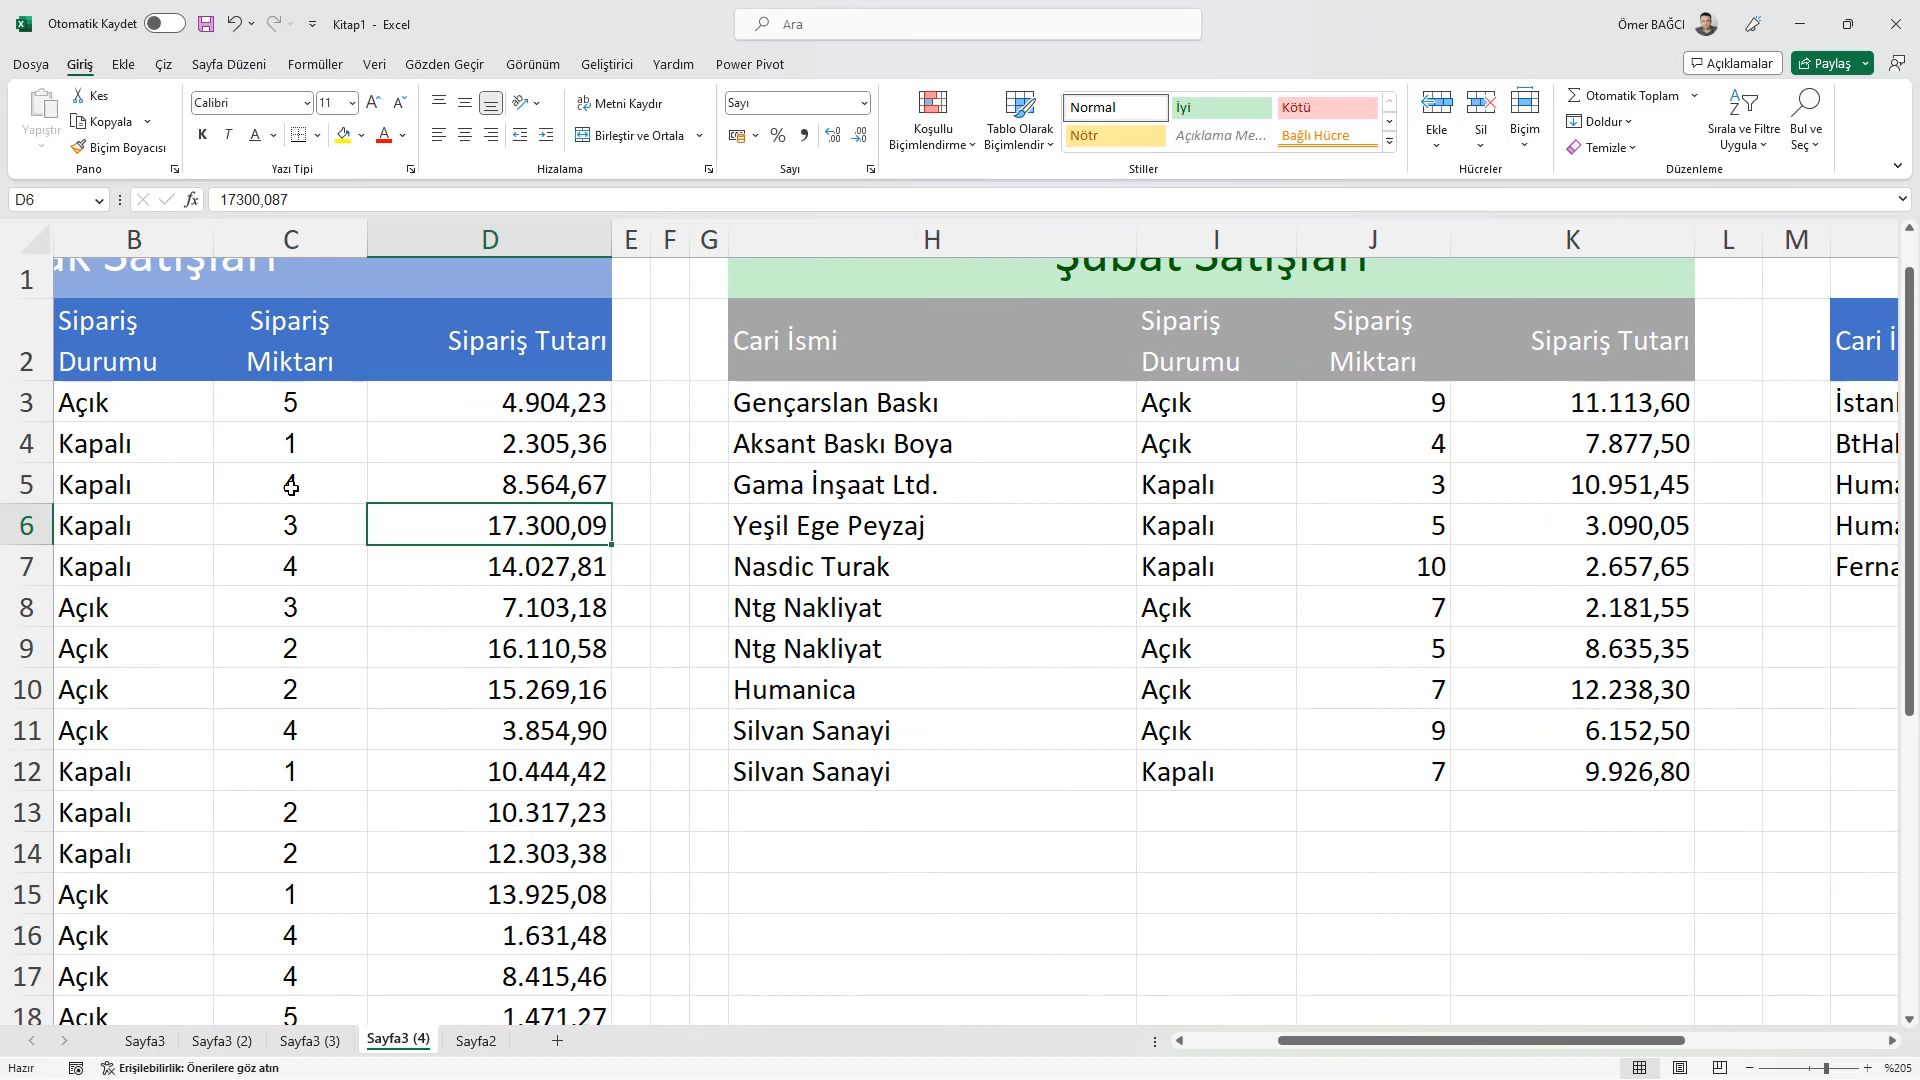 Otomatik Kaydet
Kitap1 - Excel
Ara
Ömer BAĞCI
Dosya Giriş Ekle Çiz Sayfa Düzeni Formüller Veri Gözden Geçir Görünüm Geliştirici Yardım Power Pivot
Açıklamalar
Paylaş
Yapıştır
Kes
Kopyala
Biçim Boyacısı
Pano
Calibri 11
K T A A A
Yazı Tipi
Metni Kaydır
Birleştir ve Ortala
Hizalama
Sayı
%
Sayı
Koşullu
Biçimlendirme
Tablo Olarak
Biçimlendir
Normal İyi Kötü
Nötr Açıklama Me... Bağlı Hücre
Stiller
Ekle Sil Biçim
Hücreler
Otomatik Toplam
Doldur
Temizle
Sırala ve Filtre
Uygula
Bul ve
Seç
Düzenleme
D6 fx 17300,087
B C D E F G H I J K L M
1 Satışları Şubat Satışları
2 Sipariş Durumu Sipariş Miktarı Sipariş Tutarı Cari İsmi Sipariş Durumu Sipariş Miktarı Sipariş Tutarı Cari İ
3 Açık 5 4.904,23 Gençarslan Baskı Açık 9 11.113,60 İstanl
4 Kapalı 1 2.305,36 Aksant Baskı Boya Açık 4 7.877,50 BtHal
5 Kapalı 4 8.564,67 Gama İnşaat Ltd. Kapalı 3 10.951,45 Huma
6 Kapalı 3 17.300,09 Yeşil Ege Peyzaj Kapalı 5 3.090,05 Huma
7 Kapalı 4 14.027,81 Nasdic Turak Kapalı 10 2.657,65 Ferna
8 Açık 3 7.103,18 Ntg Nakliyat Açık 7 2.181,55
9 Açık 2 16.110,58 Ntg Nakliyat Açık 5 8.635,35
10 Açık 2 15.269,16 Humanica Açık 7 12.238,30
11 Açık 4 3.854,90 Silvan Sanayi Açık 9 6.152,50
12 Kapalı 1 10.444,42 Silvan Sanayi Kapalı 7 9.926,80
13 Kapalı 2 10.317,23
14 Kapalı 2 12.303,38
15 Açık 1 13.925,08
16 Açık 4 1.631,48
17 Açık 4 8.415,46
18 Açık 5 1.471,27
Sayfa3 Sayfa3 (2) Sayfa3 (3) Sayfa3 (4) Sayfa2
Hazır Erişilebilirlik: Önerilere göz atın %205